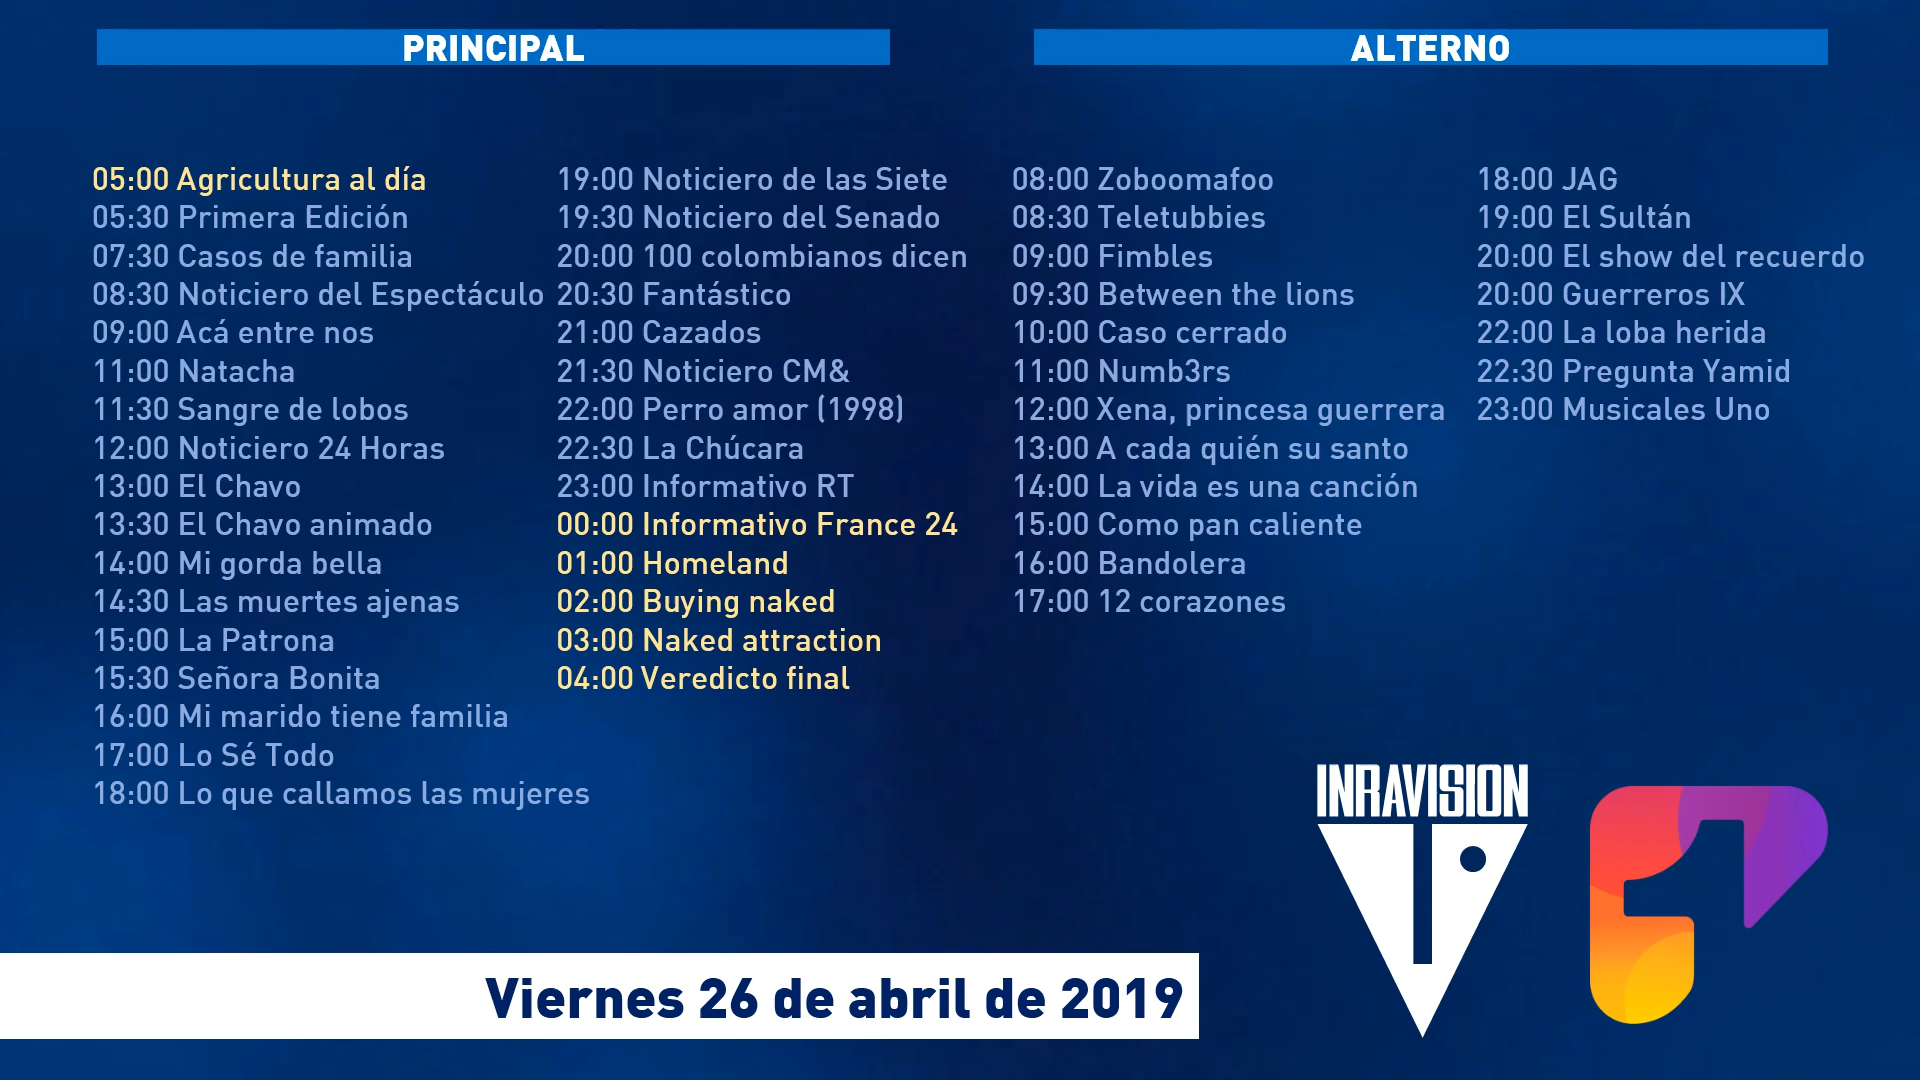 PRINCIPAL
05:00 Agricultura al día
05:30 Primera Edición
07:30 Casos de familia
08:30 Noticiero del Espectáculo
09:00 Acá entre nos
11:00 Natacha
11:30 Sangre de lobos
12:00 Noticiero 24 Horas
13:00 El Chavo
13:30 El Chavo animado
14:00 Mi gorda bella
14:30 Las muertes ajenas
15:00 La Patrona
15:30 Señora Bonita
16:00 Mi marido tiene familia
17:00 Lo Sé Todo
18:00 Lo que callamos las mujeres
19:00 Noticiero de las Siete
19:30 Noticiero del Senado
20:00 100 colombianos dicen
20:30 Fantástico
21:00 Cazados
21:30 Noticiero CM&
22:00 Perro amor (1998)
22:30 La Chúcara
23:00 Informativo RT
00:00 Informativo France 24
01:00 Homeland
02:00 Buying naked
03:00 Naked attraction
04:00 Veredicto final
ALTERNO
08:00 Zoboomafoo
08:30 Teletubbies
09:00 Fimbles
09:30 Between the lions
10:00 Caso cerrado
11:00 Numb3rs
12:00 Xena, princesa guerrera
13:00 A cada quién su santo
14:00 La vida es una canción
15:00 Como pan caliente
16:00 Bandolera
17:00 12 corazones
18:00 JAG
19:00 El Sultán
20:00 El show del recuerdo
20:00 Guerreros IX
22:00 La loba herida
22:30 Pregunta Yamid
23:00 Musicales Uno
INRAVISION
1
Viernes 26 de abril de 2019